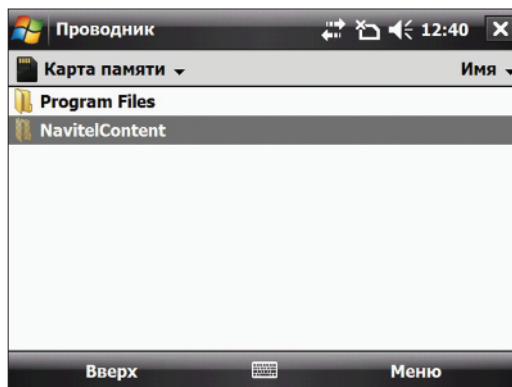 Проводник 12:40
Карта памяти Имя
Program Files
NavitelContent
Вверх Меню